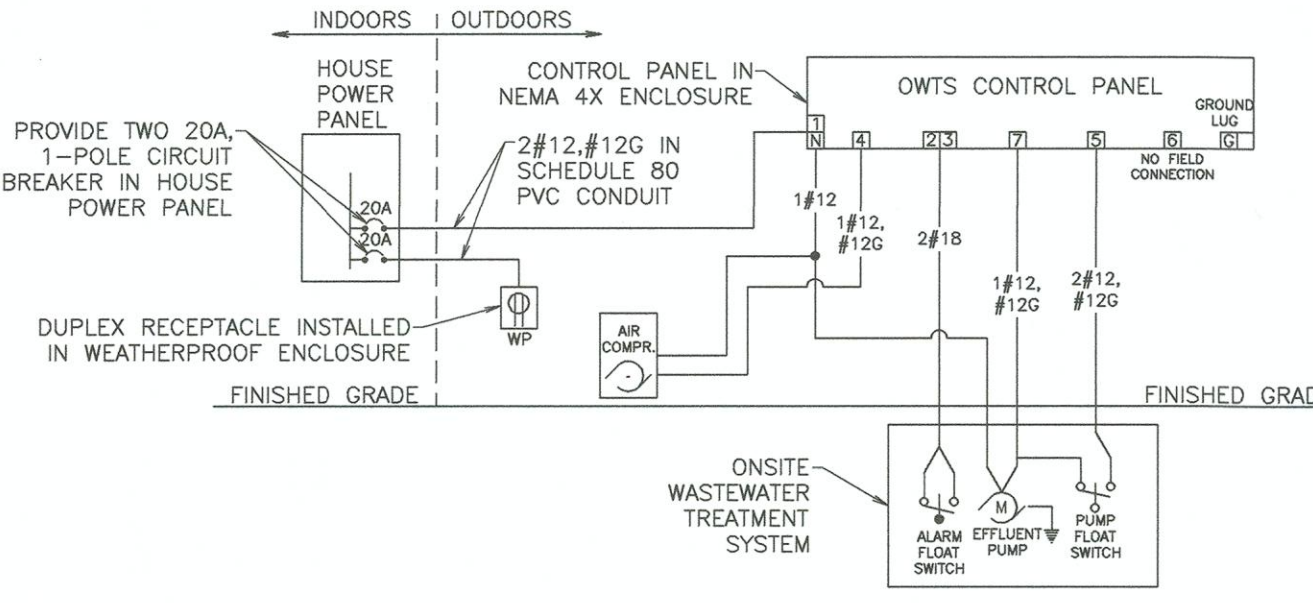 INDOORS
OUTDOORS
HOUSE
POWER
PANEL
CONTROL PANEL IN
NEMA 4X ENCLOSURE
OWTS CONTROL PANEL
GROUND
LUG
1
N
4
2 3
7
5
6
G
NO FIELD
CONNECTION
PROVIDE TWO 20A,
1-POLE CIRCUIT
BREAKER IN HOUSE
POWER PANEL
2#12,#12G IN
SCHEDULE 80
PVC CONDUIT
20A
20A
1#12
1#12,
#12G
2#18
1#12,
#12G
2#12,
#12G
DUPLEX RECEPTACLE INSTALLED
IN WEATHERPROOF ENCLOSURE
WP
AIR
COMPR.
FINISHED GRADE
FINISHED GRAD
ONSITE
WASTEWATER
TREATMENT
SYSTEM
ALARM
FLOAT
SWITCH
M
EFFLUENT
PUMP
PUMP
FLOAT
SWITCH